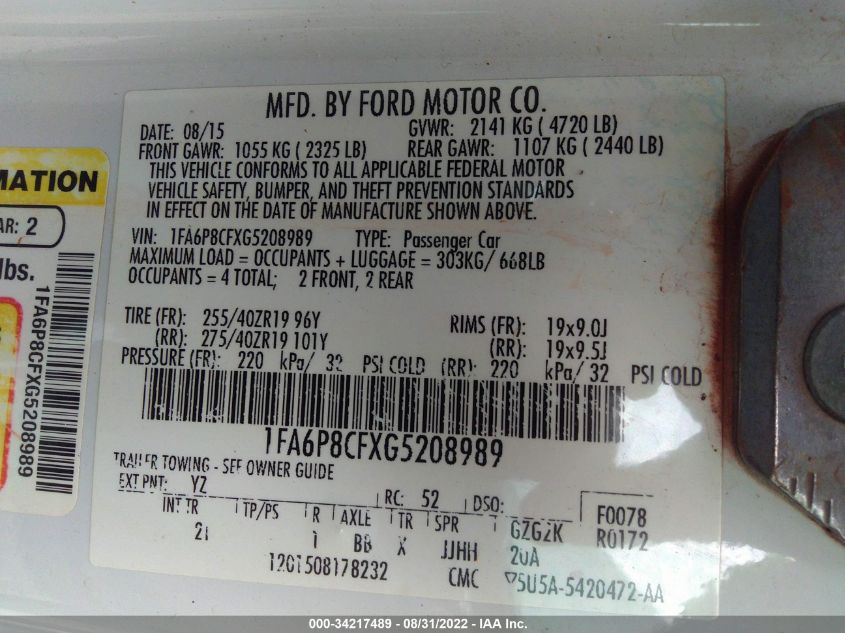 MFD. BY FORD MOTOR CO.
DATE: 08/15 GVWR: 2141 KG ( 4720 LB)
FRONT GAWR: 1055 KG ( 2325 LB) REAR GAWR: 1107 KG ( 2440 LB)
THIS VEHICLE CONFORMS TO ALL APPLICABLE FEDERAL MOTOR
VEHICLE SAFETY, BUMPER, AND THEFT PREVENTION STANDARDS
IN EFFECT ON THE DATE OF MANUFACTURE SHOWN ABOVE.
VIN: 1FA6P8CFXG5208989 TYPE: Passenger Car
MAXIMUM LOAD = OCCUPANTS + LUGGAGE = 303KG/ 668LB
OCCUPANTS = 4 TOTAL; 2 FRONT, 2 REAR
TIRE (FR): 255/40ZR19 96Y RIMS (FR): 19x9.0J
(RR): 275/40ZR19 101Y (RR): 19x9.5J
PRESSURE (FR): 220 kPa/ 32 PSI COLD (RR): 220 kPa/ 32 PSI COLD
1FA6P8CFXG5208989
TRAILER TOWING - SEE OWNER GUIDE
EXT PNT: YZ RC: 52 DSO: F0078
INT TR TP/PS R AXLE TR SPR GZGZK R0172
21 1 BB X JJHH 20A
1201508178232 CMC 5U5A-5420472-AA
MATION
AR: 2
lbs.
1FA6P8CFXG5208989
000-34217489 - 08/31/2022 - IAA Inc.